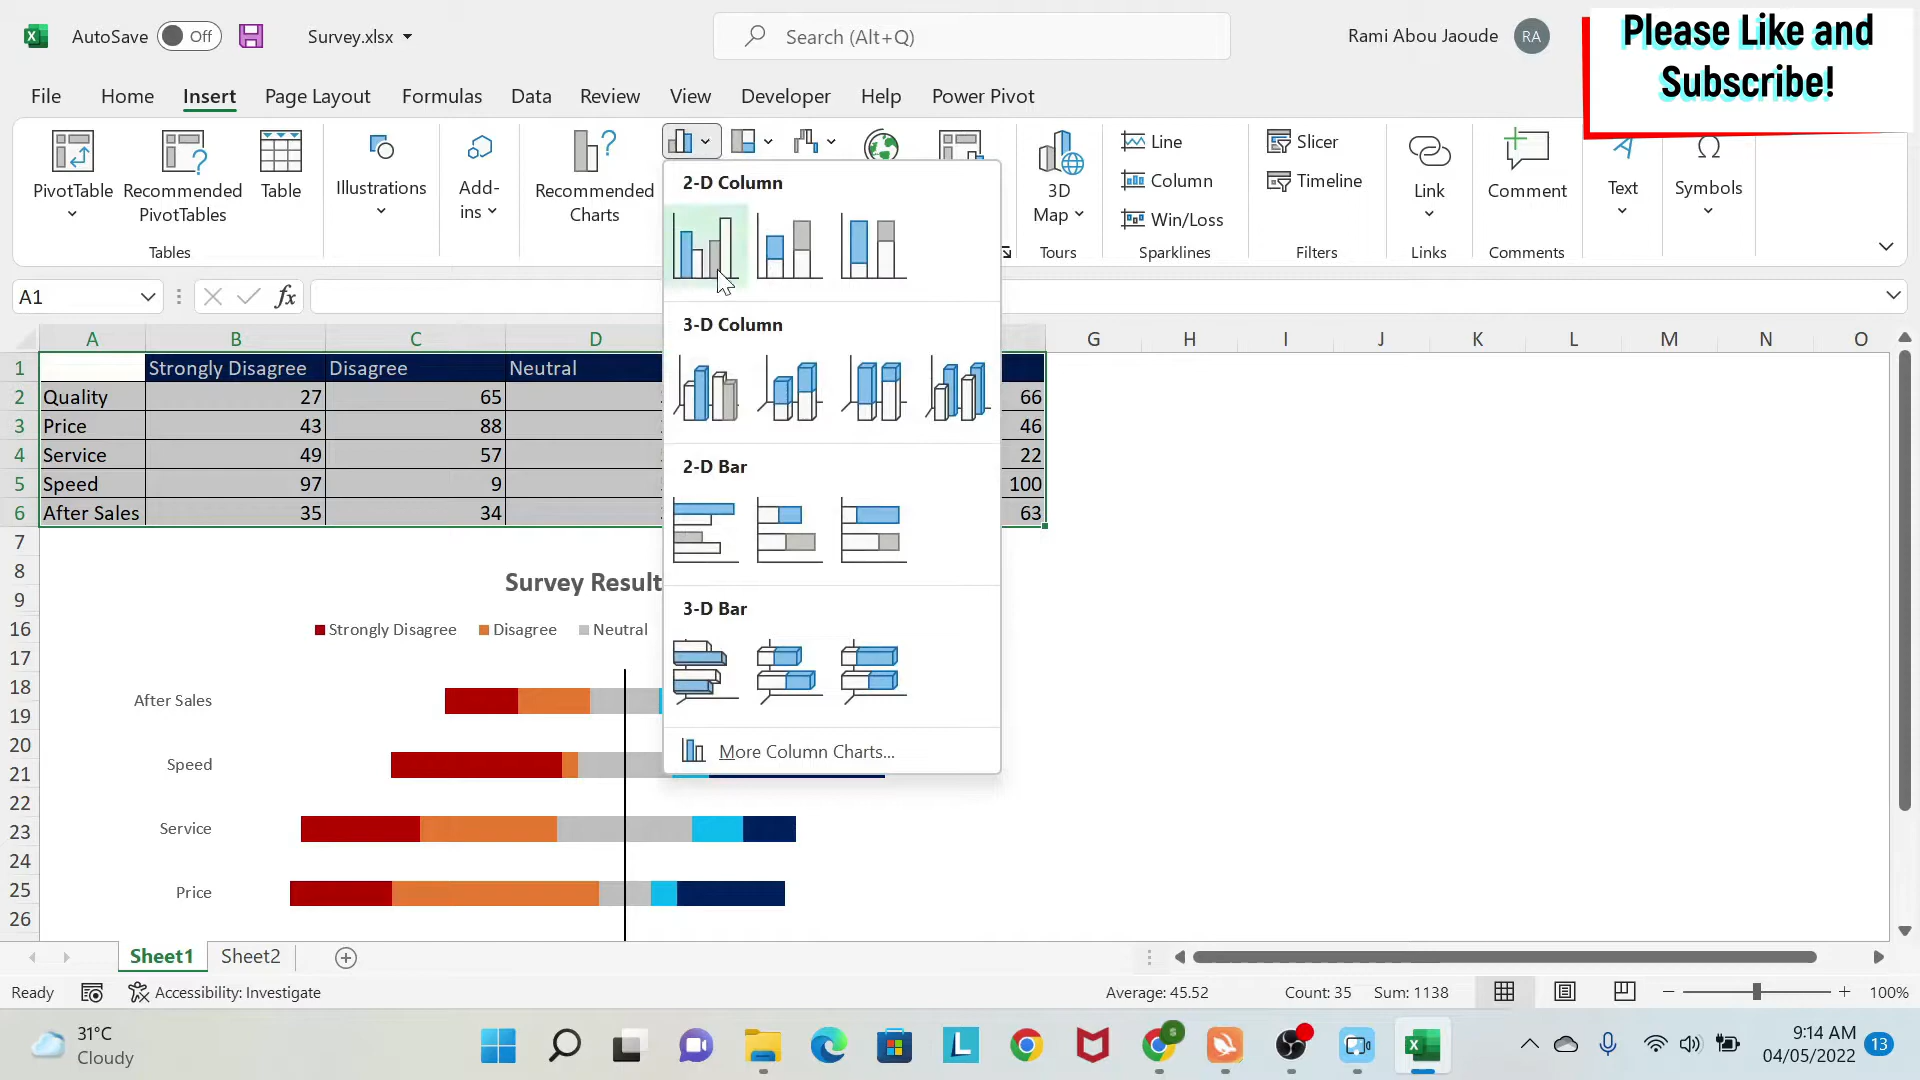 AutoSave Off Survey.xlsx Search (Alt+Q) Rami Abou Jaoude RA
Please Like and
Subscribe!
File Home Insert Page Layout Formulas Data Review View Developer Help Power Pivot
PivotTable
Recommended
PivotTables
Table
Tables
Illustrations
Add-
ins
Recommended
Charts
3D
Map
Tours
Line
Column
Win/Loss
Sparklines
Slicer
Timeline
Filters
Link
Links
Comment
Comments
Text
Symbols
2-D Column
3-D Column
2-D Bar
3-D Bar
More Column Charts...
A1 fx
A B C D G H I J K L M N O
1 Strongly Disagree Disagree Neutral
2 Quality 27 65 66
3 Price 43 88 46
4 Service 49 57 22
5 Speed 97 9 100
6 After Sales 35 34 63
7
8
9
16
17
18
19
20
21
22
23
24
25
26
Survey Result
Strongly Disagree Disagree Neutral
After Sales
Speed
Service
Price
Sheet1 Sheet2
Ready Accessibility: Investigate Average: 45.52 Count: 35 Sum: 1138 100%
31°C
Cloudy
L
S
9:14 AM
04/05/2022
13